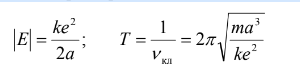 |E| = ke²/2a ; T = 1/ν_кл = 2π√(ma³/ke²)